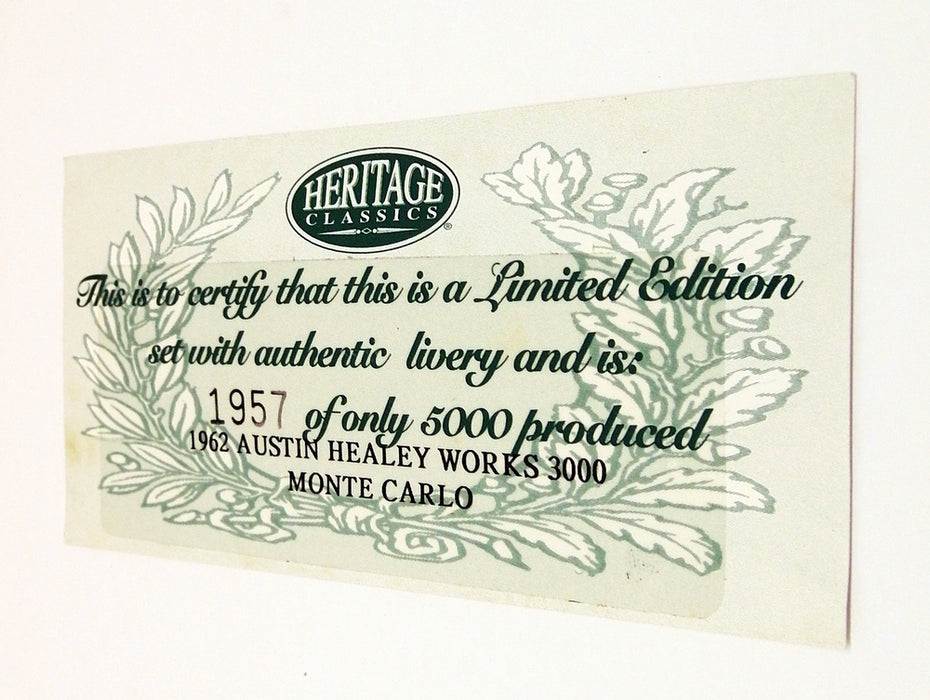 HERITAGE
CLASSICS®
This is to certify that this is a Limited Edition
set with authentic livery and is:
1957 of only 5000 produced
1962 AUSTIN HEALEY WORKS 3000
MONTE CARLO